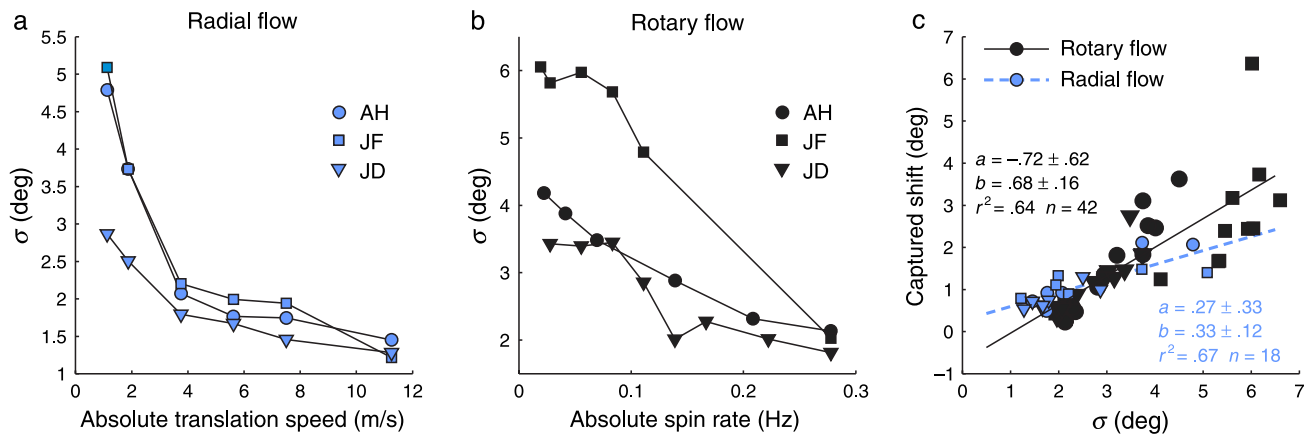 a
Radial flow
5.5
5
4.5
4
3.5
3
2.5
2
1.5
1
σ (deg)
AH
JF
JD
0 2 4 6 8 10 12
Absolute translation speed (m/s)
b
Rotary flow
6
5
4
3
2
σ (deg)
AH
JF
JD
0 0.1 0.2 0.3
Absolute spin rate (Hz)
c
7
6
5
4
3
2
1
0
−1
Captured shift (deg)
Rotary flow
Radial flow
a = −.72 ± .62
b = .68 ± .16
r² = .64 n = 42
a = .27 ± .33
b = .33 ± .12
r² = .67 n = 18
0 1 2 3 4 5 6 7
σ (deg)